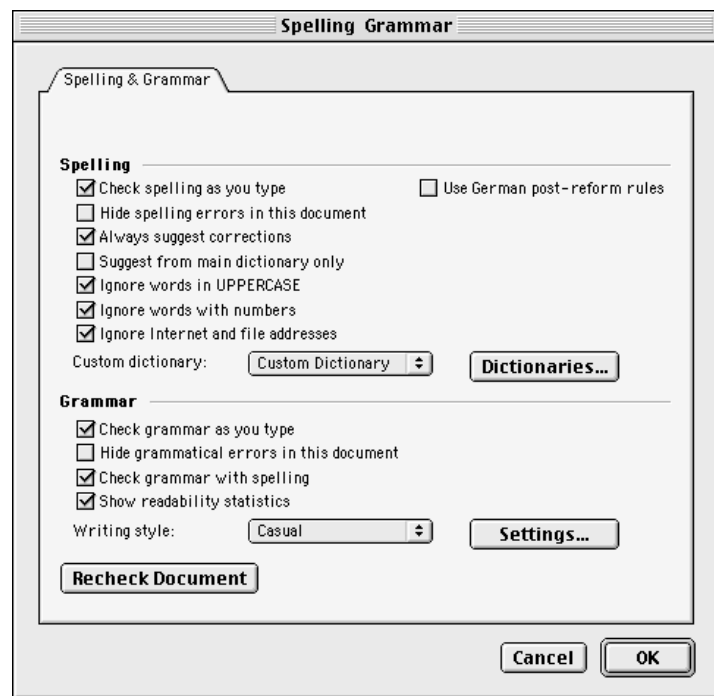 Spelling Grammar
Spelling & Grammar
Spelling
Check spelling as you type
Use German post-reform rules
Hide spelling errors in this document
Always suggest corrections
Suggest from main dictionary only
Ignore words in UPPERCASE
Ignore words with numbers
Ignore Internet and file addresses
Custom dictionary: Custom Dictionary Dictionaries...
Grammar
Check grammar as you type
Hide grammatical errors in this document
Check grammar with spelling
Show readability statistics
Writing style: Casual Settings...
Recheck Document
Cancel OK